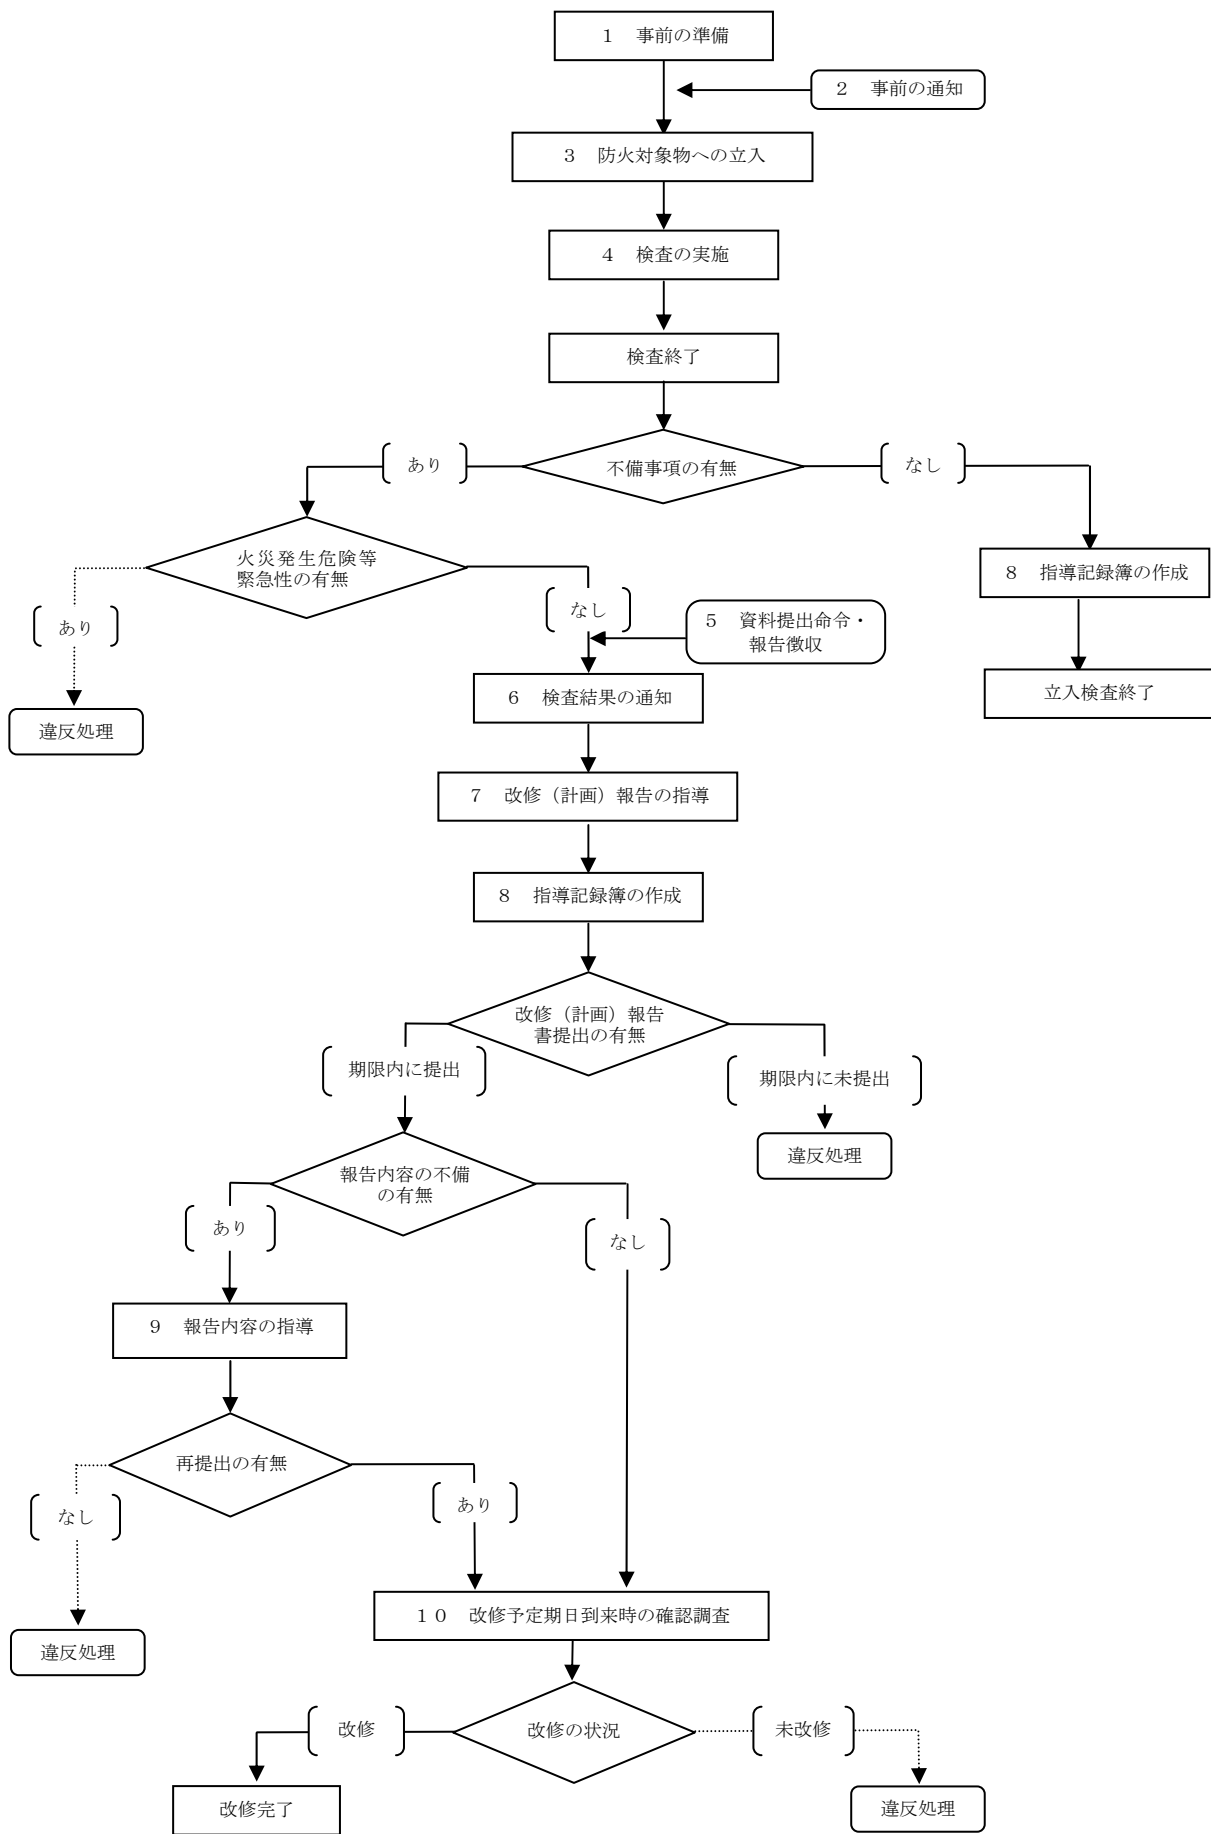 １　事前の準備
２　事前の通知
３　防火対象物への立入
４　検査の実施
検査終了
不備事項の有無
あり
なし
火災発生危険等
緊急性の有無
８　指導記録簿の作成
あり
なし
５　資料提出命令・
報告徴収
６　検査結果の通知
立入検査終了
違反処理
７　改修（計画）報告の指導
８　指導記録簿の作成
改修（計画）報告
書提出の有無
期限内に提出
期限内に未提出
違反処理
報告内容の不備
の有無
あり
なし
９　報告内容の指導
再提出の有無
なし
あり
１０　改修予定期日到来時の確認調査
違反処理
改修の状況
改修
未改修
改修完了
違反処理